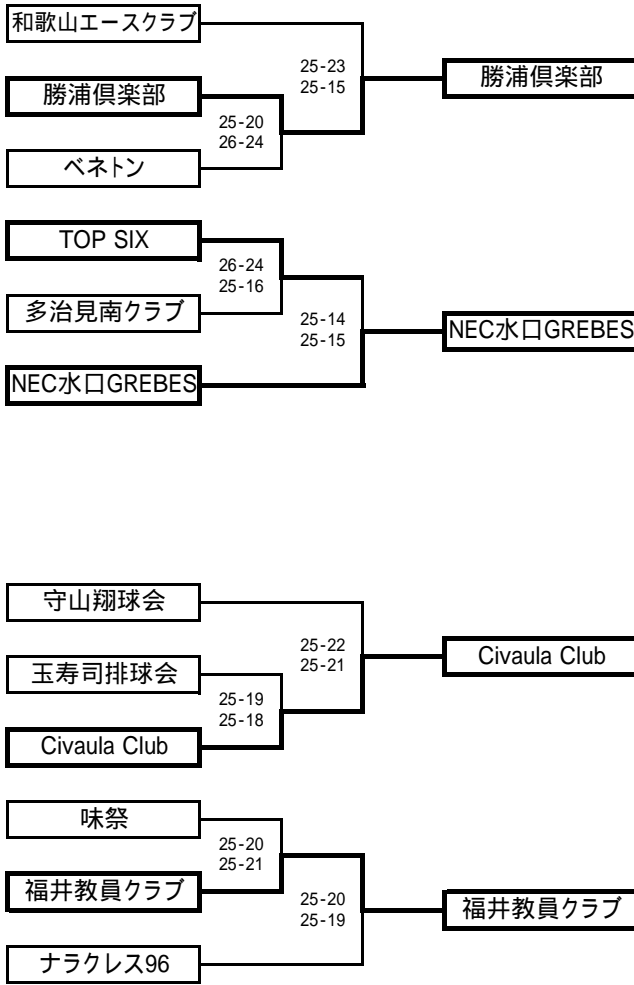 和歌山エースクラブ
25-23
25-15
勝浦倶楽部
勝浦倶楽部
25-20
26-24
ベネトン
TOP SIX
26-24
25-16
多治見南クラブ
25-14
25-15
NEC水口GREBES
NEC水口GREBES
守山翔球会
25-22
25-21
Civaula Club
玉寿司排球会
25-19
25-18
Civaula Club
味祭
25-20
25-21
福井教員クラブ
25-20
25-19
福井教員クラブ
ナラクレス96